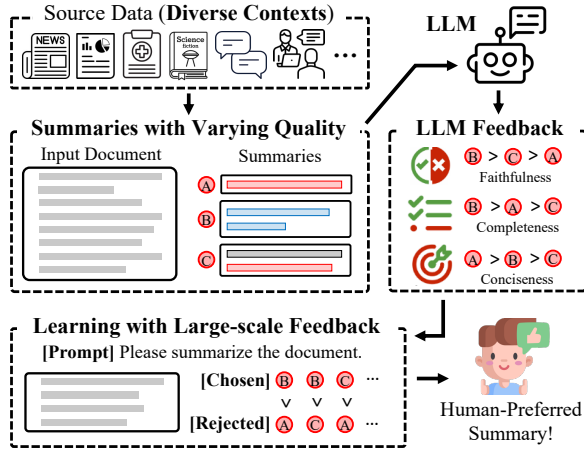 Source Data (Diverse Contexts)
NEWS
Science
fiction
...
LLM
Summaries with Varying Quality
Input Document
Summaries
A
B
C
LLM Feedback
B > C > A
Faithfulness
B > A > C
Completeness
A > B > C
Conciseness
Learning with Large-scale Feedback
[Prompt] Please summarize the document.
[Chosen] B B C ...
v v v
[Rejected] A C A ...
Human-Preferred
Summary!